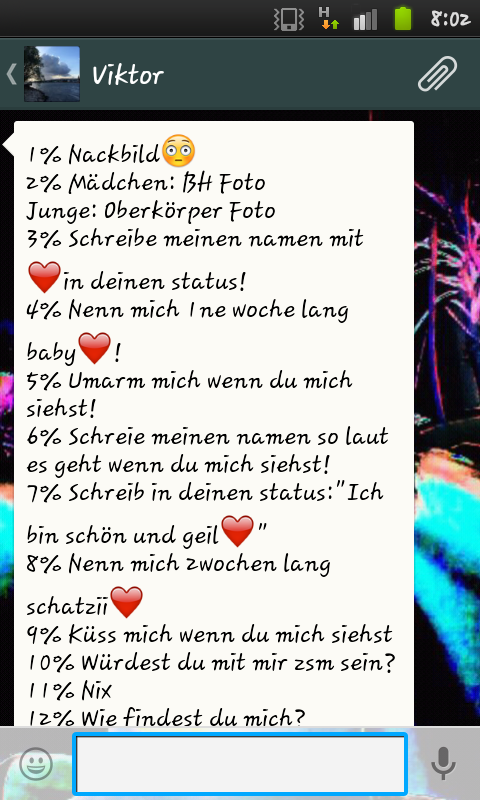 H
8:02
Viktor
1% Nackbild😳
2% Mädchen: BH Foto
Junge: Oberkörper Foto
3% Schreibe meinen namen mit
❤in deinen status!
4% Nenn mich 1ne woche lang
baby❤!
5% Umarm mich wenn du mich
siehst!
6% Schreie meinen namen so laut
es geht wenn du mich siehst!
7% Schreib in deinen status:"Ich
bin schön und geil❤"
8% Nenn mich 2wochen lang
schatzii❤
9% Küss mich wenn du mich siehst
10% Würdest du mit mir zsm sein?
11% Nix
12% Wie findest du mich?